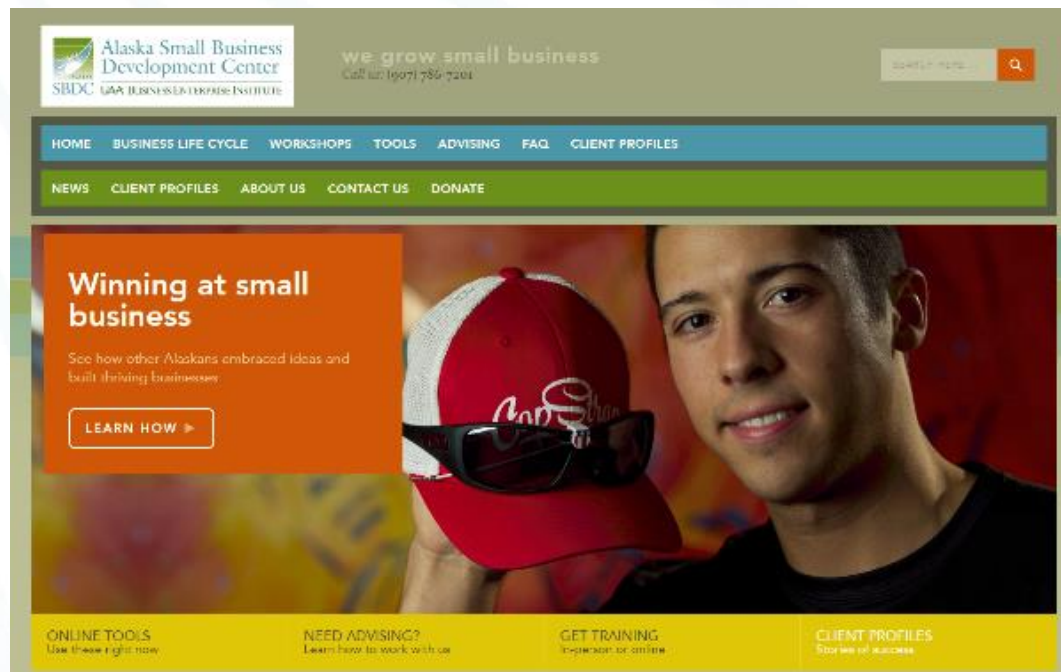 Alaska Small Business
Development Center
SBDC UAA BUSINESS ENTERPRISE INSTITUTE
we grow small business
Call us: (907) 786-7201
SEARCH HERE...
HOME BUSINESS LIFE CYCLE WORKSHOPS TOOLS ADVISING FAQ CLIENT PROFILES
NEWS CLIENT PROFILES ABOUT US CONTACT US DONATE
Winning at small
business
See how other Alaskans embraced ideas and
built thriving businesses
LEARN HOW
Cap Strap
ONLINE TOOLS
Use these right now
NEED ADVISING?
Learn how to work with us
GET TRAINING
In-person or online
CLIENT PROFILES
Stories of success